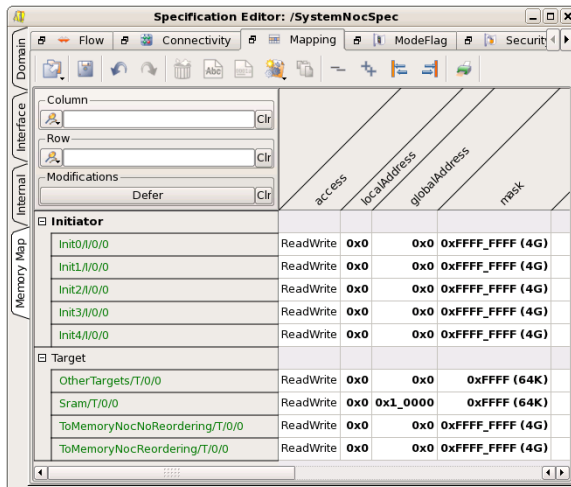 Specification Editor: /SystemNocSpec
Flow Connectivity Mapping ModeFlag Securit
Domain
Interface
Internal
Memory Map
Abc
Column
Clr
Row
Clr
Modifications
Defer Clr
access localAddress globalAddress mask
Initiator
Init0/I/0/0 ReadWrite 0x0 0x0 0xFFFF_FFFF (4G)
Init1/I/0/0 ReadWrite 0x0 0x0 0xFFFF_FFFF (4G)
Init2/I/0/0 ReadWrite 0x0 0x0 0xFFFF_FFFF (4G)
Init3/I/0/0 ReadWrite 0x0 0x0 0xFFFF_FFFF (4G)
Init4/I/0/0 ReadWrite 0x0 0x0 0xFFFF_FFFF (4G)
Target
OtherTargets/T/0/0 ReadWrite 0x0 0x0 0xFFFF (64K)
Sram/T/0/0 ReadWrite 0x0 0x1_0000 0xFFFF (64K)
ToMemoryNocNoReordering/T/0/0 ReadWrite 0x0 0x0 0xFFFF_FFFF (4G)
ToMemoryNocReordering/T/0/0 ReadWrite 0x0 0x0 0xFFFF_FFFF (4G)